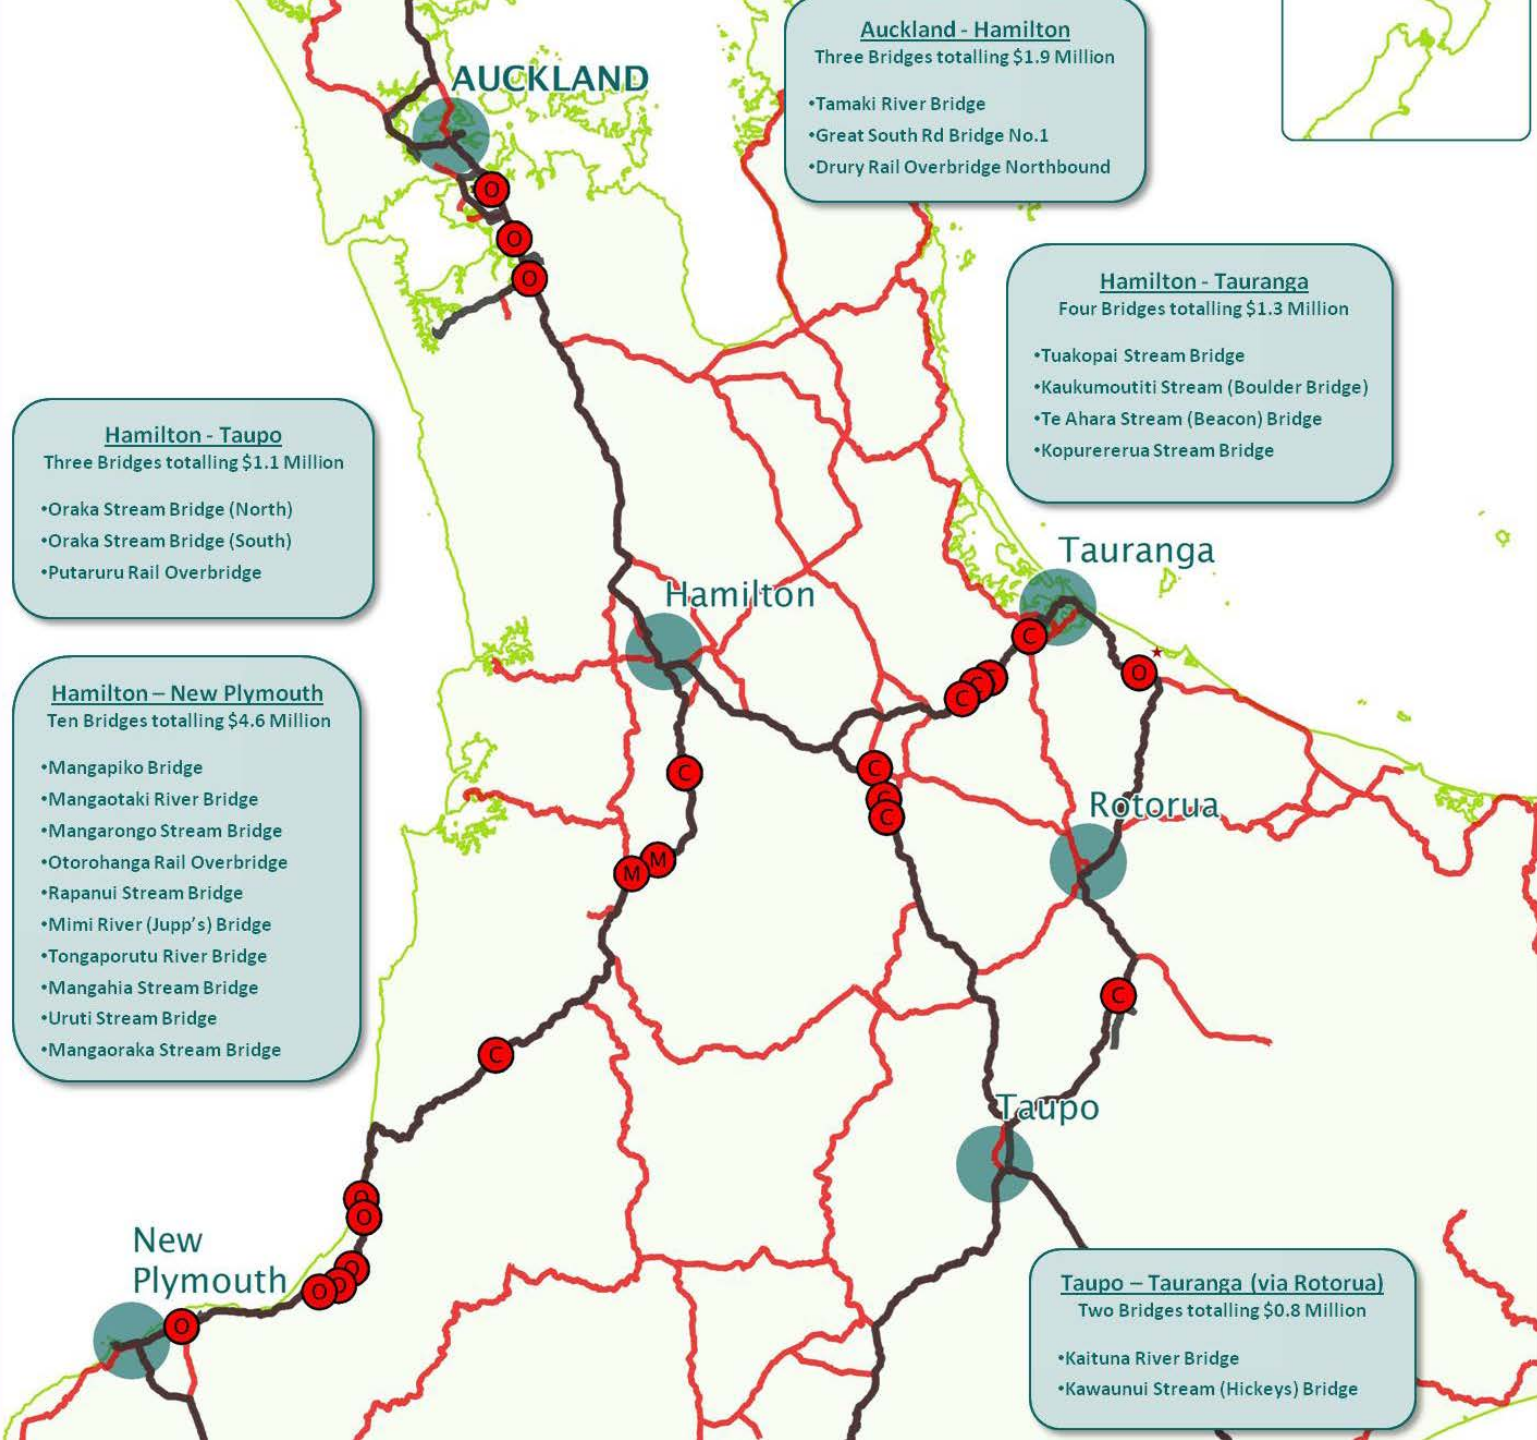 Auckland - Hamilton
Three Bridges totalling $1.9 Million
•Tamaki River Bridge
•Great South Rd Bridge No.1
•Drury Rail Overbridge Northbound
AUCKLAND
O
O
O
Hamilton - Tauranga
Four Bridges totalling $1.3 Million
•Tuakopai Stream Bridge
•Kaukumoutiti Stream (Boulder Bridge)
•Te Ahara Stream (Beacon) Bridge
•Kopurererua Stream Bridge
Hamilton - Taupo
Three Bridges totalling $1.1 Million
•Oraka Stream Bridge (North)
•Oraka Stream Bridge (South)
•Putaruru Rail Overbridge
Tauranga
Hamilton
C
O
C
C
C
Hamilton – New Plymouth
Ten Bridges totalling $4.6 Million
•Mangapiko Bridge
•Mangaotaki River Bridge
•Mangarongo Stream Bridge
•Otorohanga Rail Overbridge
•Rapanui Stream Bridge
•Mimi River (Jupp's) Bridge
•Tongaporutu River Bridge
•Mangahia Stream Bridge
•Uruti Stream Bridge
•Mangaoraka Stream Bridge
C
C
C
C
Rotorua
M
M
C
C
Taupo
O
O
New
Plymouth
O
O
O
O
Taupo – Tauranga (via Rotorua)
Two Bridges totalling $0.8 Million
•Kaituna River Bridge
•Kawaunui Stream (Hickeys) Bridge